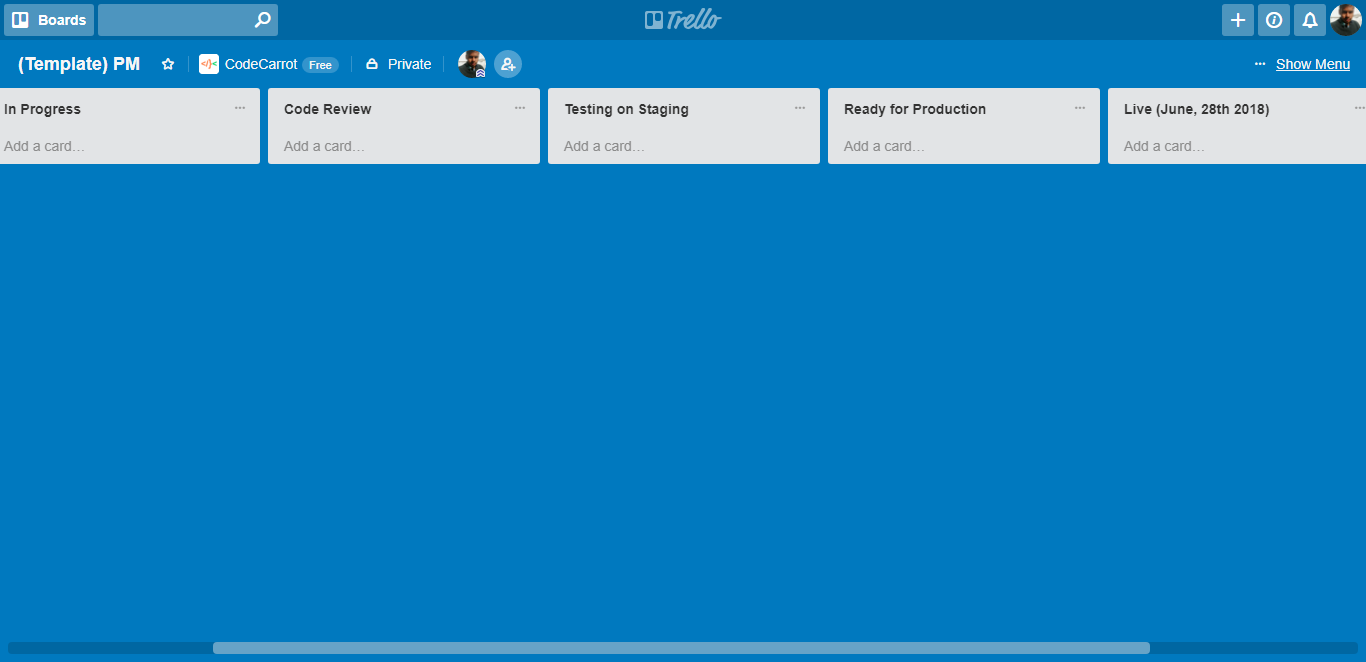 Boards
Trello
(Template) PM
</}< CodeCarrot Free
Private
... Show Menu
In Progress ...
Code Review ...
Testing on Staging ...
Ready for Production ...
Live (June, 28th 2018) ...
Add a card...
Add a card...
Add a card...
Add a card...
Add a card...